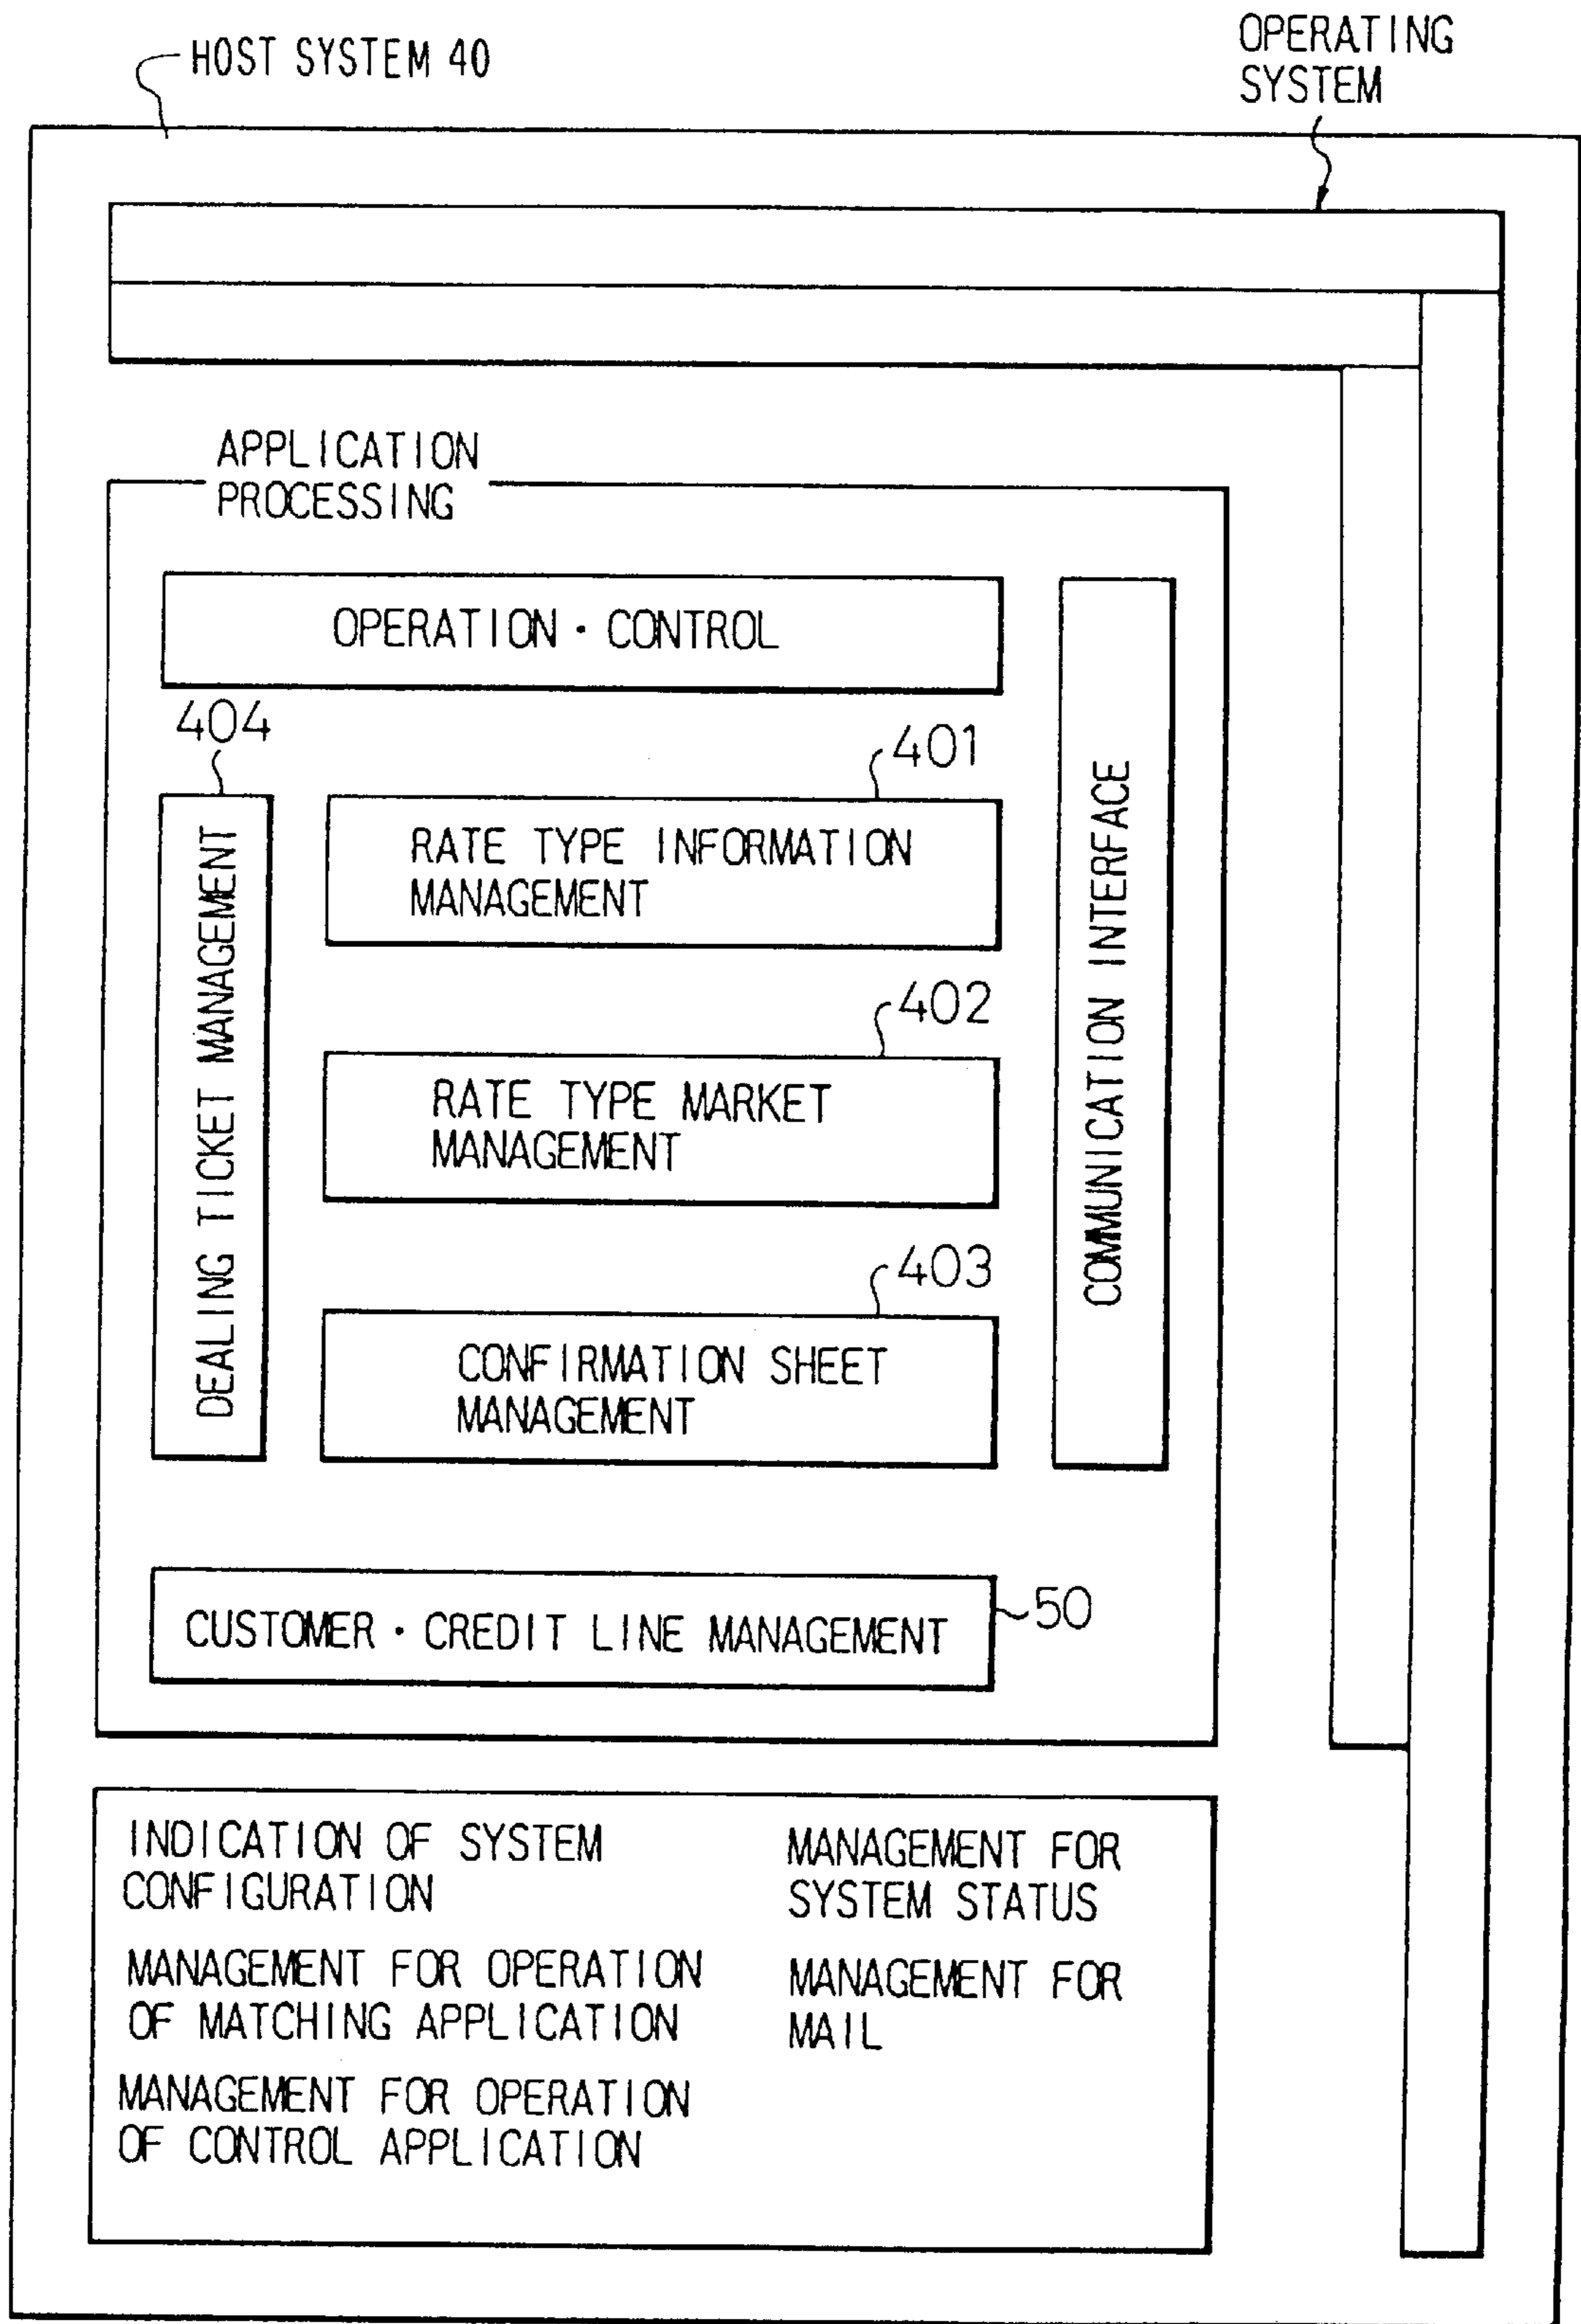 HOST SYSTEM 40
OPERATING
SYSTEM
APPLICATION
PROCESSING
OPERATION・CONTROL
404
401
RATE TYPE INFORMATION
MANAGEMENT
DEALING TICKET MANAGEMENT
COMMUNICATION INTERFACE
402
RATE TYPE MARKET
MANAGEMENT
403
CONFIRMATION SHEET
MANAGEMENT
CUSTOMER・CREDIT LINE MANAGEMENT
50
INDICATION OF SYSTEM
CONFIGURATION
MANAGEMENT FOR OPERATION
OF MATCHING APPLICATION
MANAGEMENT FOR OPERATION
OF CONTROL APPLICATION
MANAGEMENT FOR
SYSTEM STATUS
MANAGEMENT FOR
MAIL